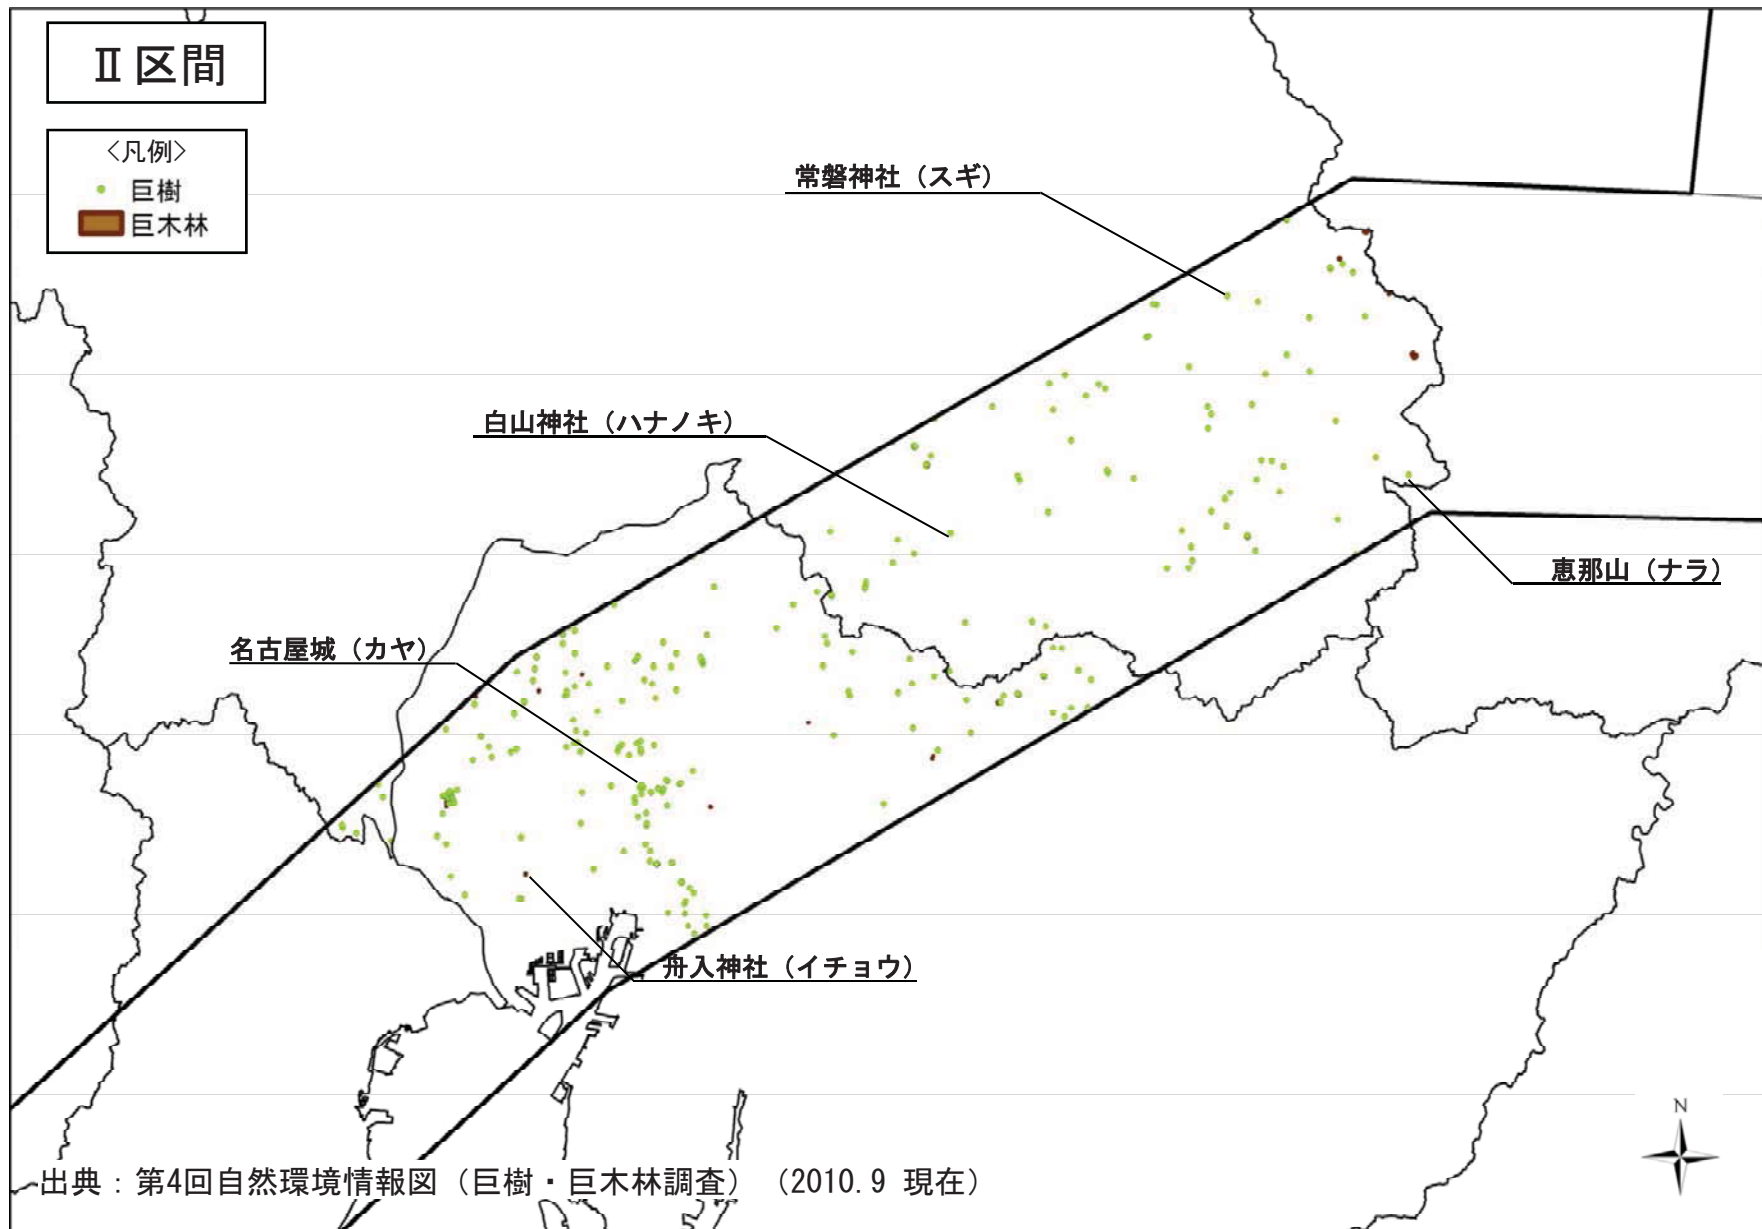 Ⅱ区間
<凡例>
巨樹
巨木林
常磐神社（スギ）
白山神社（ハナノキ）
恵那山（ナラ）
名古屋城（カヤ）
舟入神社（イチョウ）
N
出典：第4回自然環境情報図（巨樹・巨木林調査）（2010.9 現在）